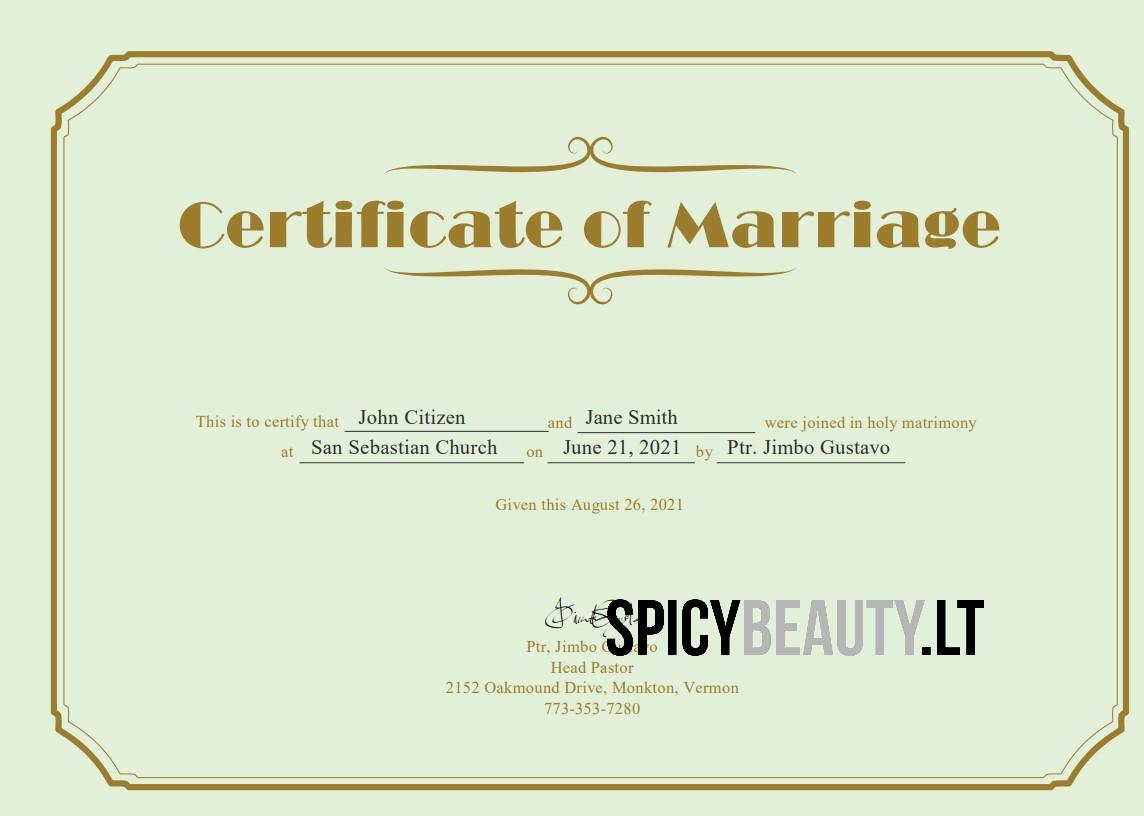 Certificate of Marriage
This is to certify that John Citizen and Jane Smith were joined in holy matrimony
at San Sebastian Church on June 21, 2021 by Ptr. Jimbo Gustavo
Given this August 26, 2021
SPICYBEAUTY.LT
Ptr, Jimbo Gustavo
Head Pastor
2152 Oakmound Drive, Monkton, Vermon
773-353-7280